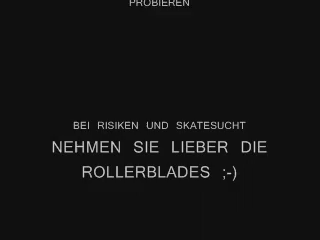 PROBIEREN
BEI RISIKEN UND SKATESUCHT
NEHMEN SIE LIEBER DIE
ROLLERBLADES ;-)